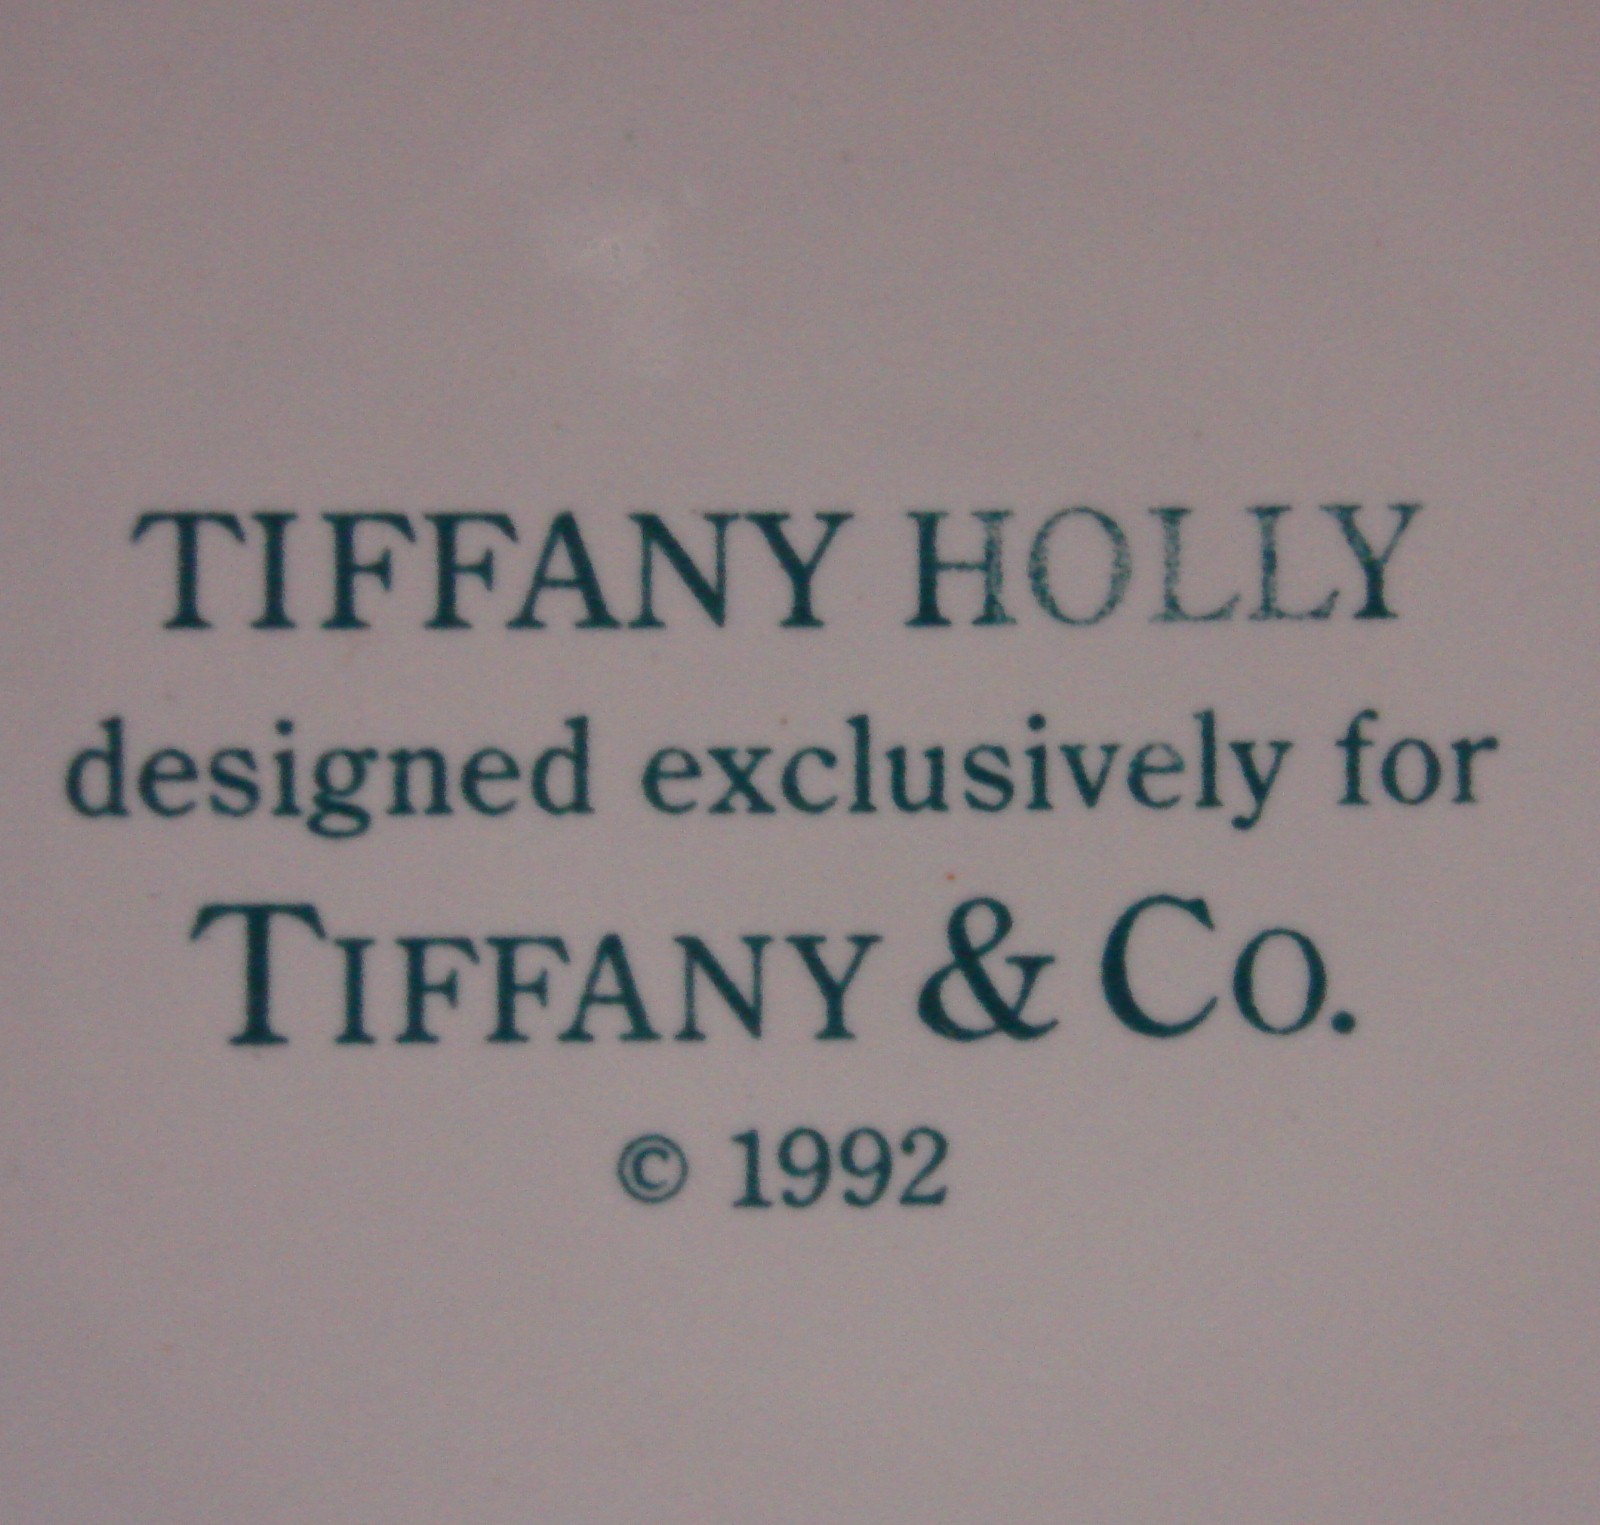 TIFFANY HOLLY
designed exclusively for
TIFFANY & CO.
© 1992